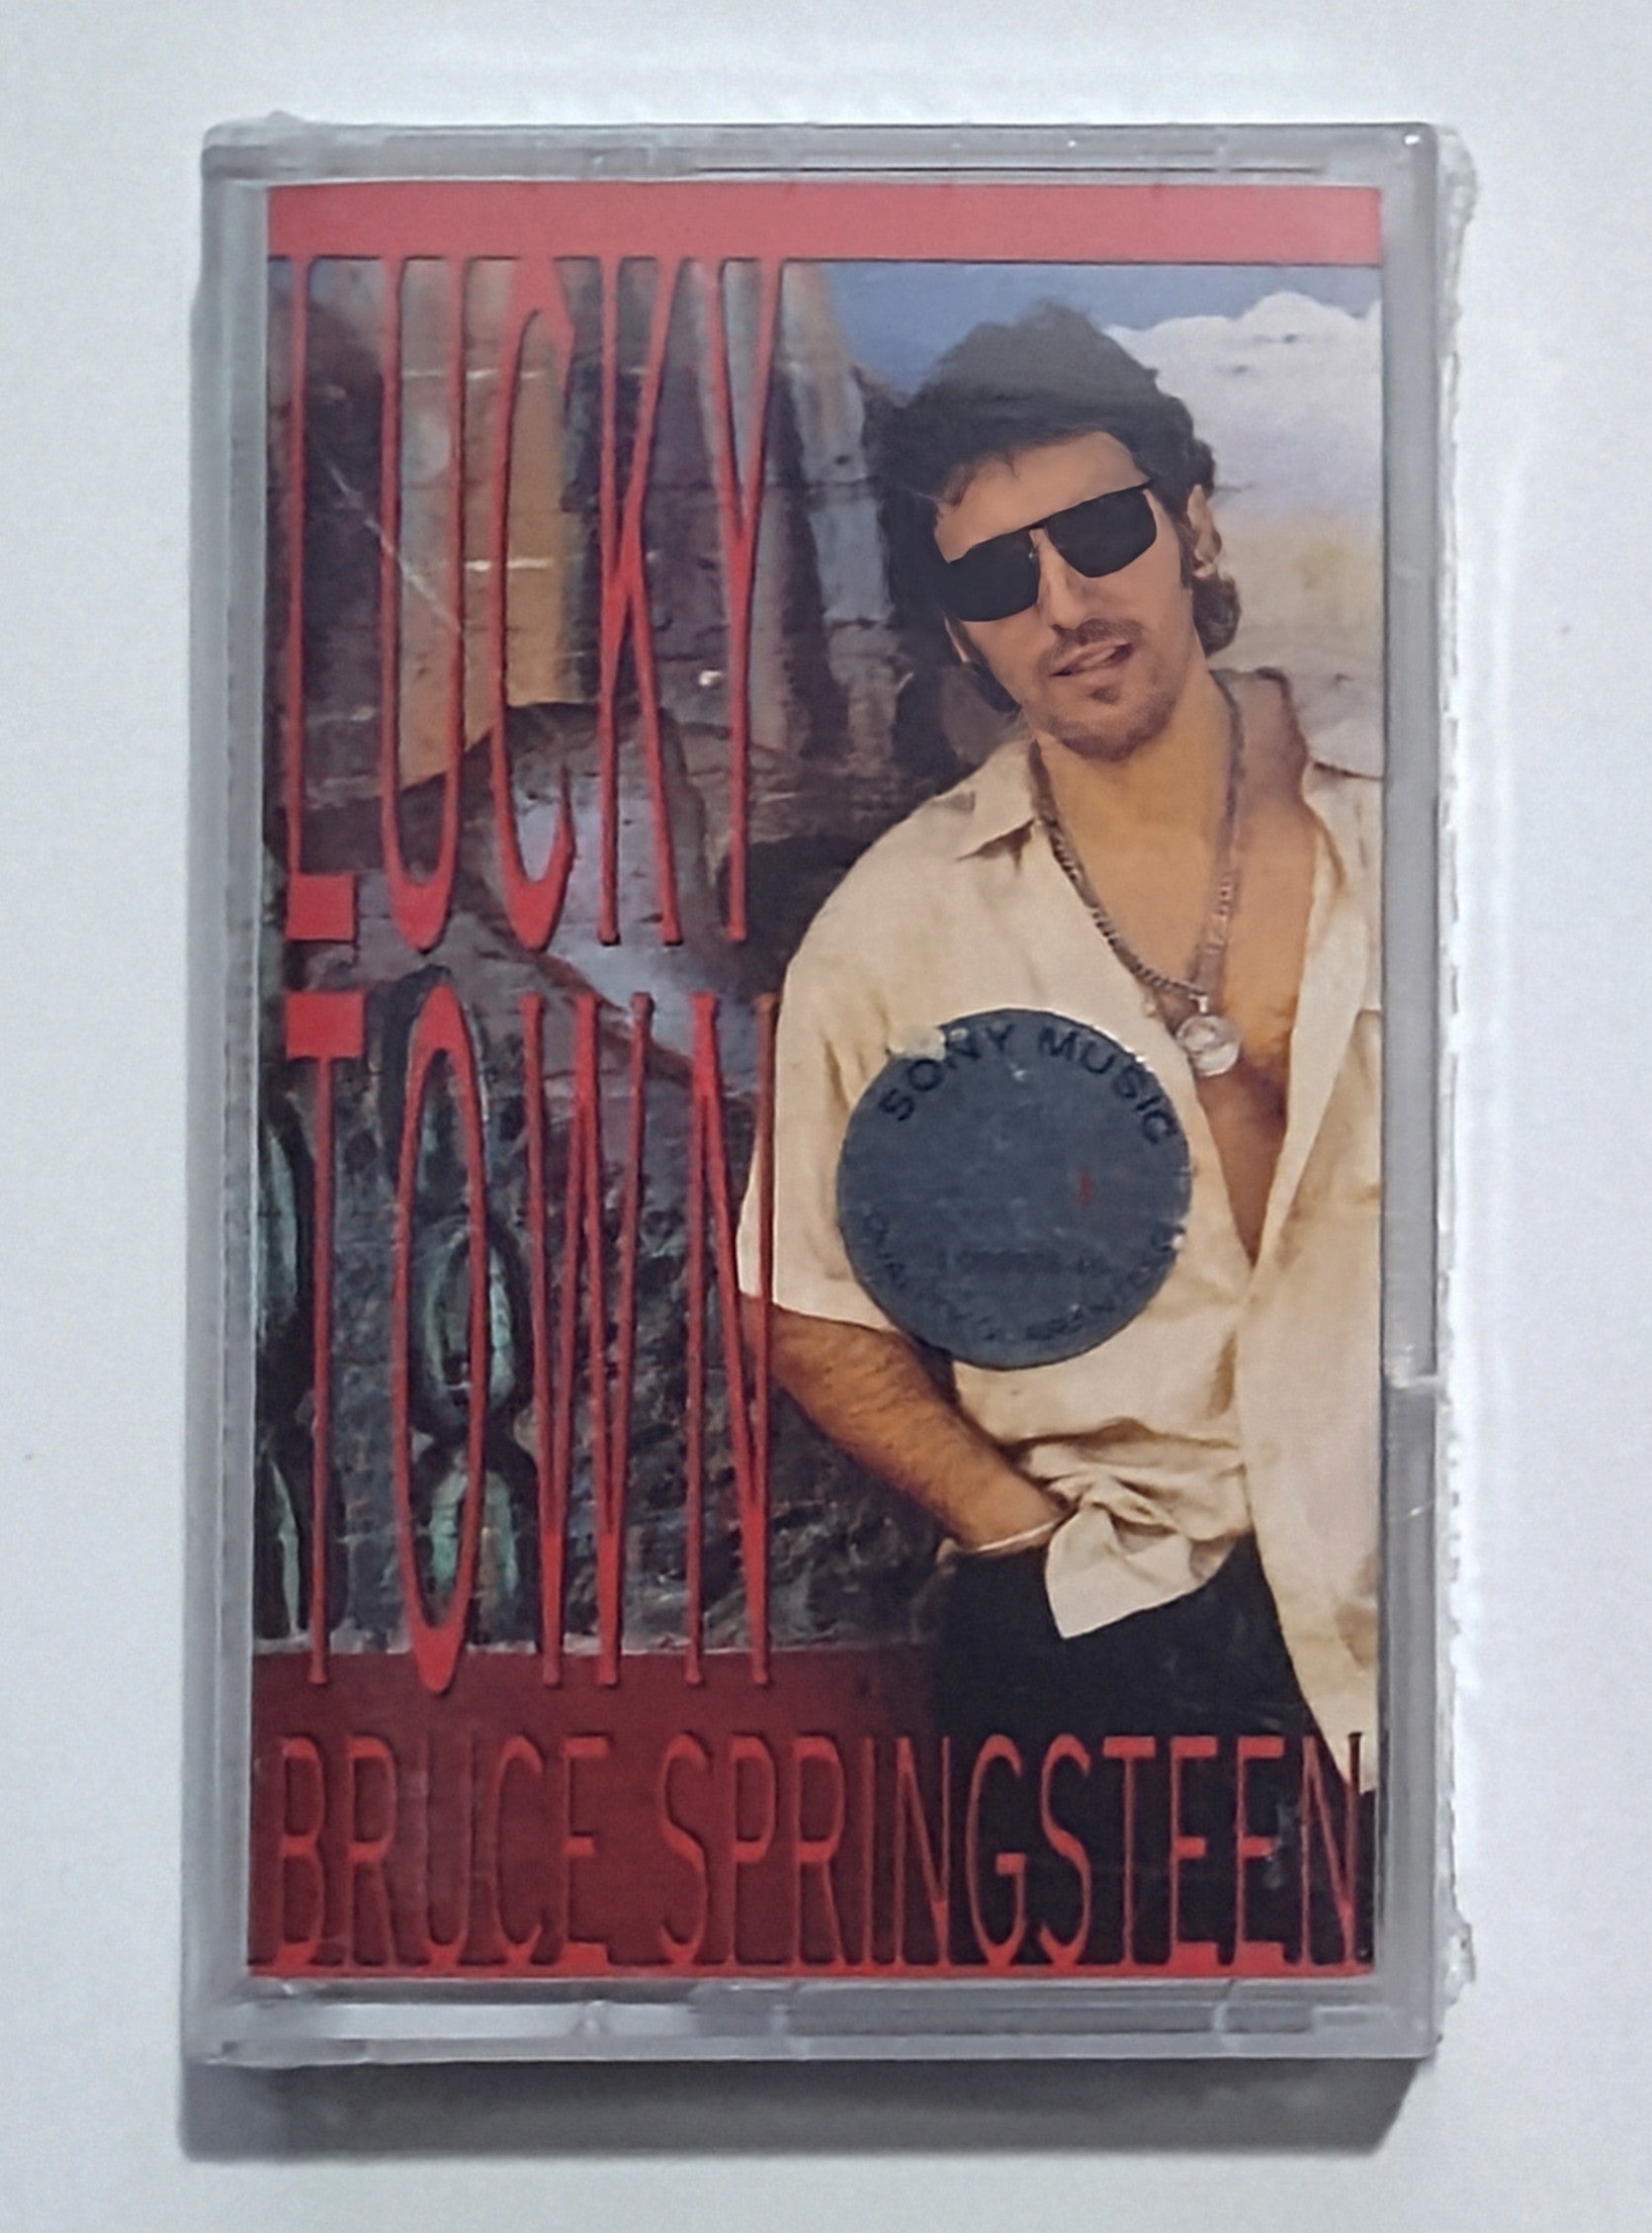 LUCKY
TOWN
SONY MUSIC
BRUCE SPRINGSTEEN